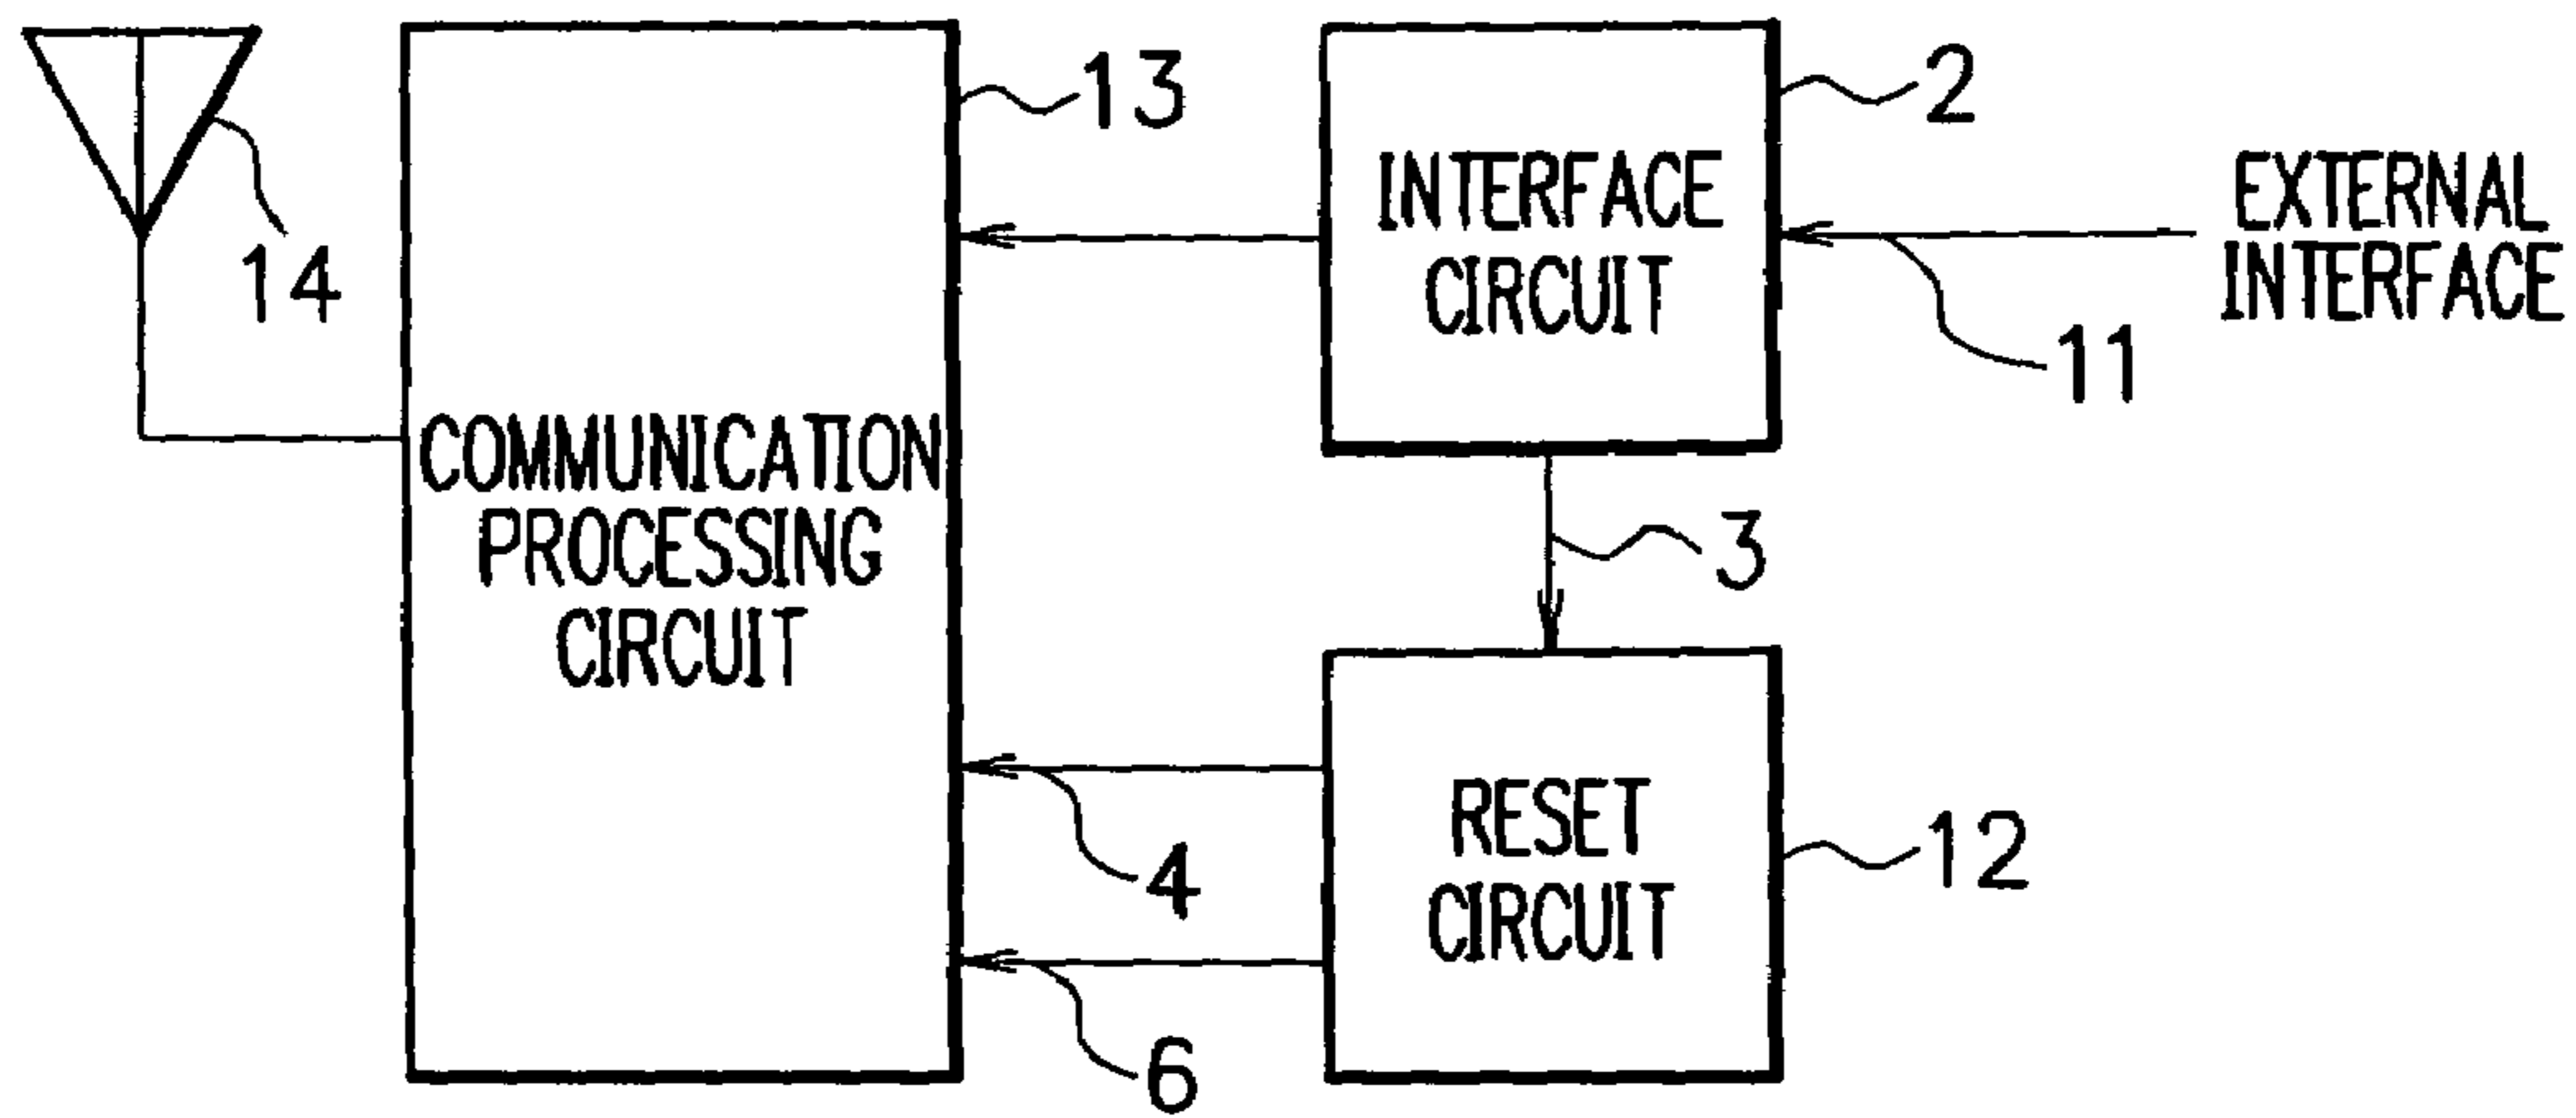 13
2
INTERFACE
CIRCUIT
EXTERNAL
INTERFACE
14
11
COMMUNICATION
PROCESSING
CIRCUIT
3
RESET
CIRCUIT
4
12
6